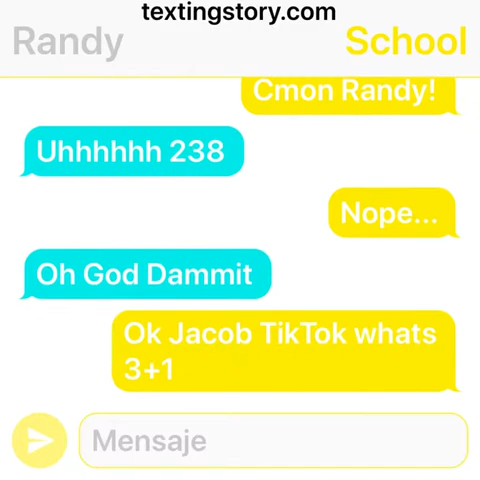 textingstory.com
Randy School
Cmon Randy!
Uhhhhhh 238
Nope...
Oh God Dammit
Ok Jacob TikTok whats
3+1
Mensaje